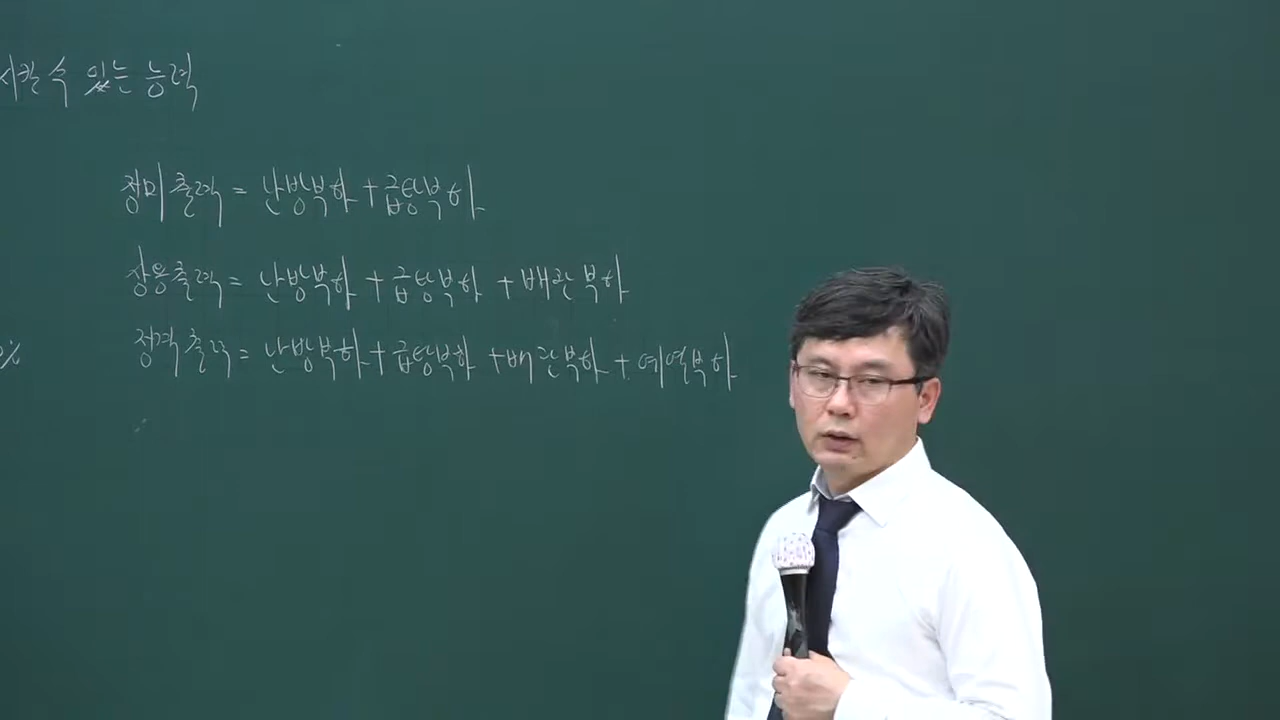 시킬 수 있는 능력
정미출력 = 난방부하 + 급탕부하
상용출력 = 난방부하 + 급탕부하 + 배관부하
정격출력 = 난방부하 + 급탕부하 + 배관부하 + 예열부하
%